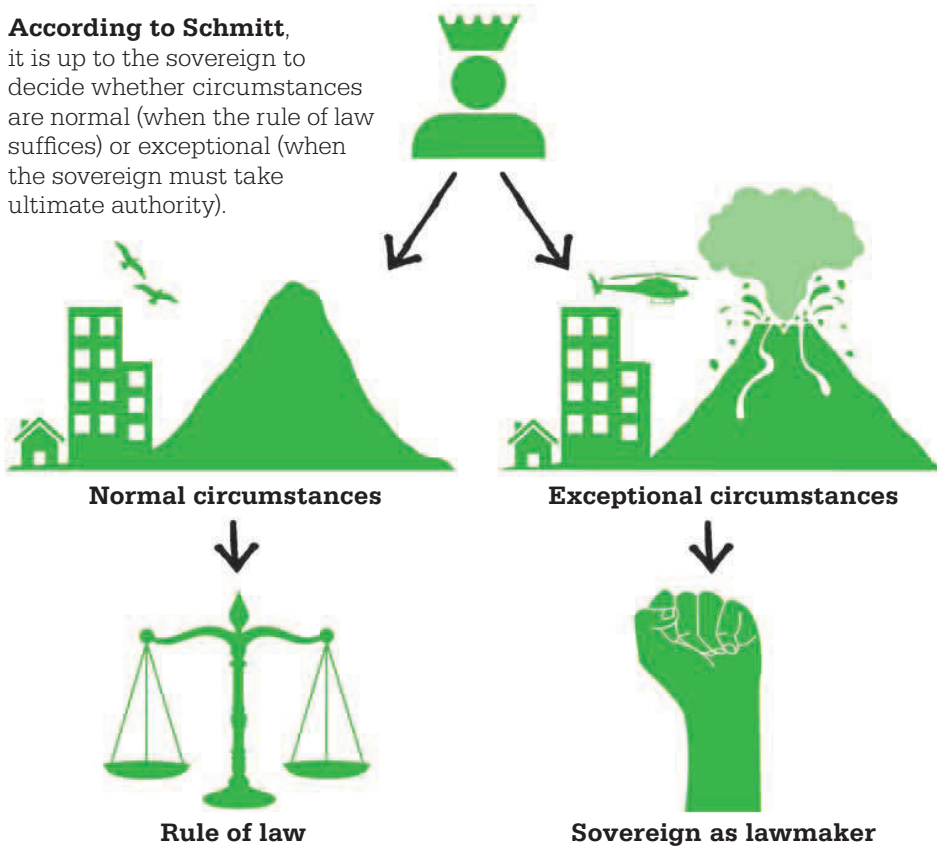 According to Schmitt,
it is up to the sovereign to
decide whether circumstances
are normal (when the rule of law
suffices) or exceptional (when
the sovereign must take
ultimate authority).
Normal circumstances
Exceptional circumstances
Rule of law
Sovereign as lawmaker